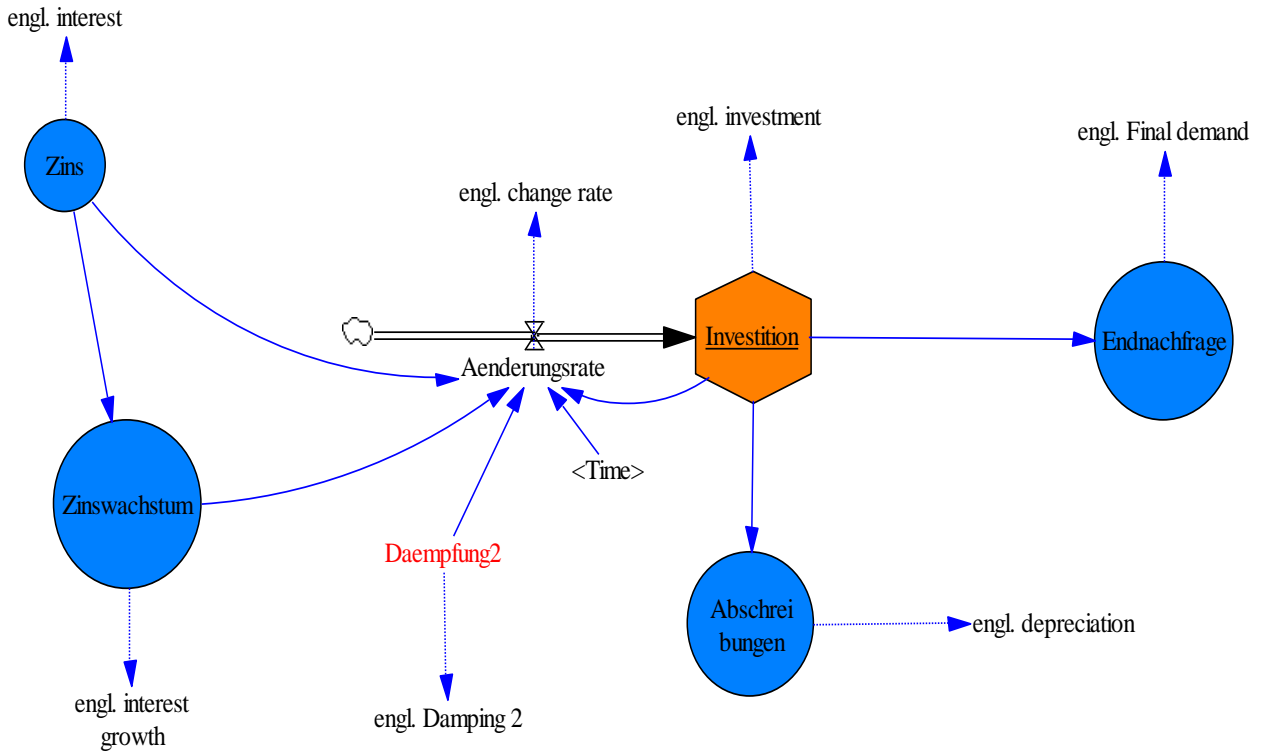 engl. interest
engl. investment
engl. Final demand
Zins
engl. change rate
Investition
Endnachfrage
Aenderungsrate
<Time>
Zinswachstum
Daempfung2
Abschrei
bungen
engl. depreciation
engl. interest
growth
engl. Damping 2